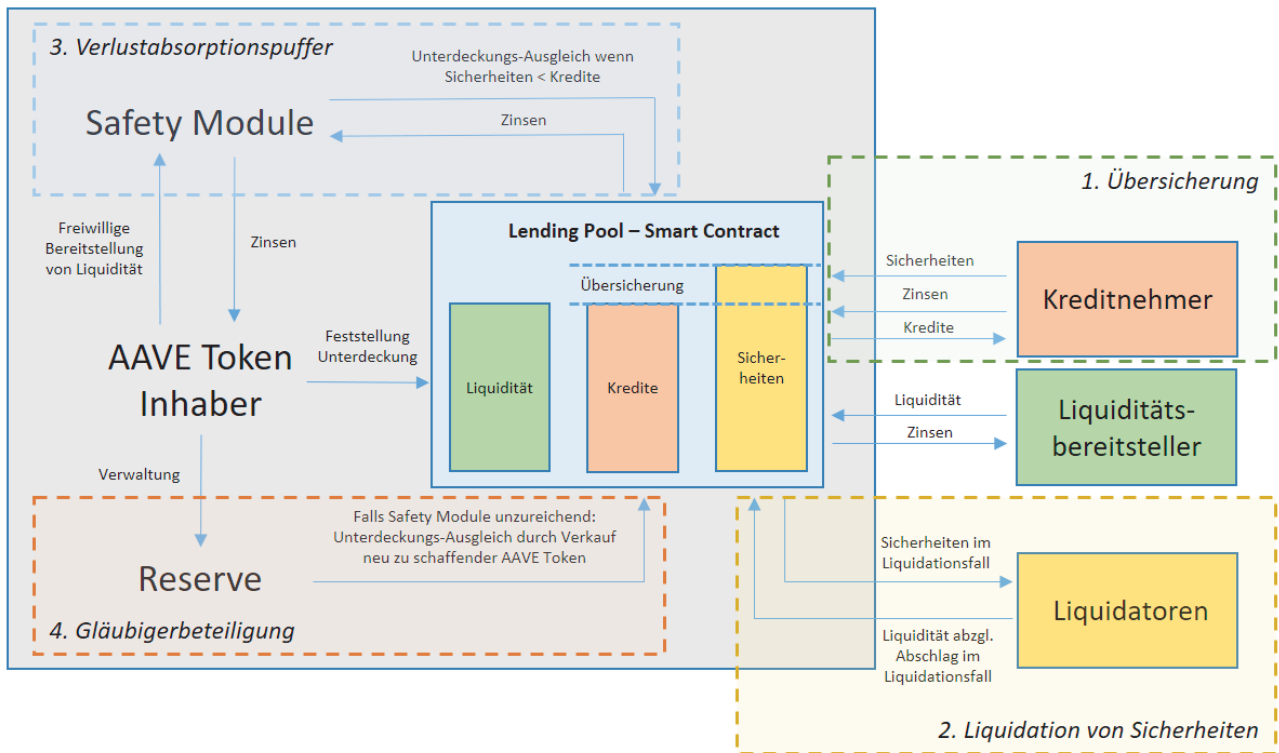 3. Verlustabsorptionspuffer
Unterdeckungs-Ausgleich wenn
Sicherheiten < Kredite
Safety Module
Zinsen
1. Übersicherung
Freiwillige
Bereitstellung
von Liquidität
Zinsen
Lending Pool – Smart Contract
Übersicherung
Liquidität
Kredite
Sicher-
heiten
Sicherheiten
Zinsen
Kredite
Kreditnehmer
AAVE Token
Inhaber
Feststellung
Unterdeckung
Liquidität
Zinsen
Liquiditäts-
bereitsteller
Verwaltung
Falls Safety Module unzureichend:
Unterdeckungs-Ausgleich durch Verkauf
neu zu schaffender AAVE Token
Reserve
4. Gläubigerbeteiligung
Sicherheiten im
Liquidationsfall
Liquidatoren
Liquidität abzgl.
Abschlag im
Liquidationsfall
2. Liquidation von Sicherheiten